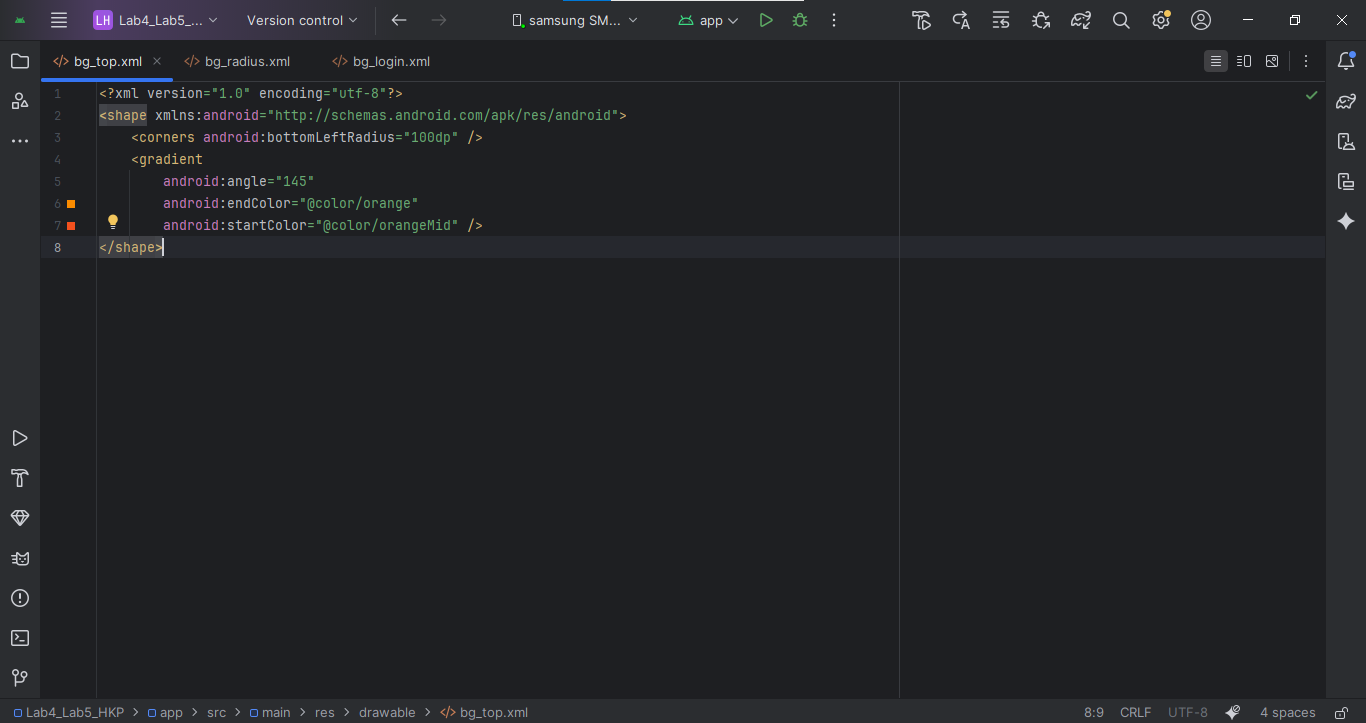 LH Lab4_Lab5_... Version control samsung SM... app
bg_top.xml bg_radius.xml bg_login.xml
1 <?xml version="1.0" encoding="utf-8"?>
2 <shape xmlns:android="http://schemas.android.com/apk/res/android">
3 <corners android:bottomLeftRadius="100dp" />
4 <gradient
5 android:angle="145"
6 android:endColor="@color/orange"
7 android:startColor="@color/orangeMid" />
8 </shape>
Lab4_Lab5_HKP > app > src > main > res > drawable > bg_top.xml 8:9 CRLF UTF-8 4 spaces